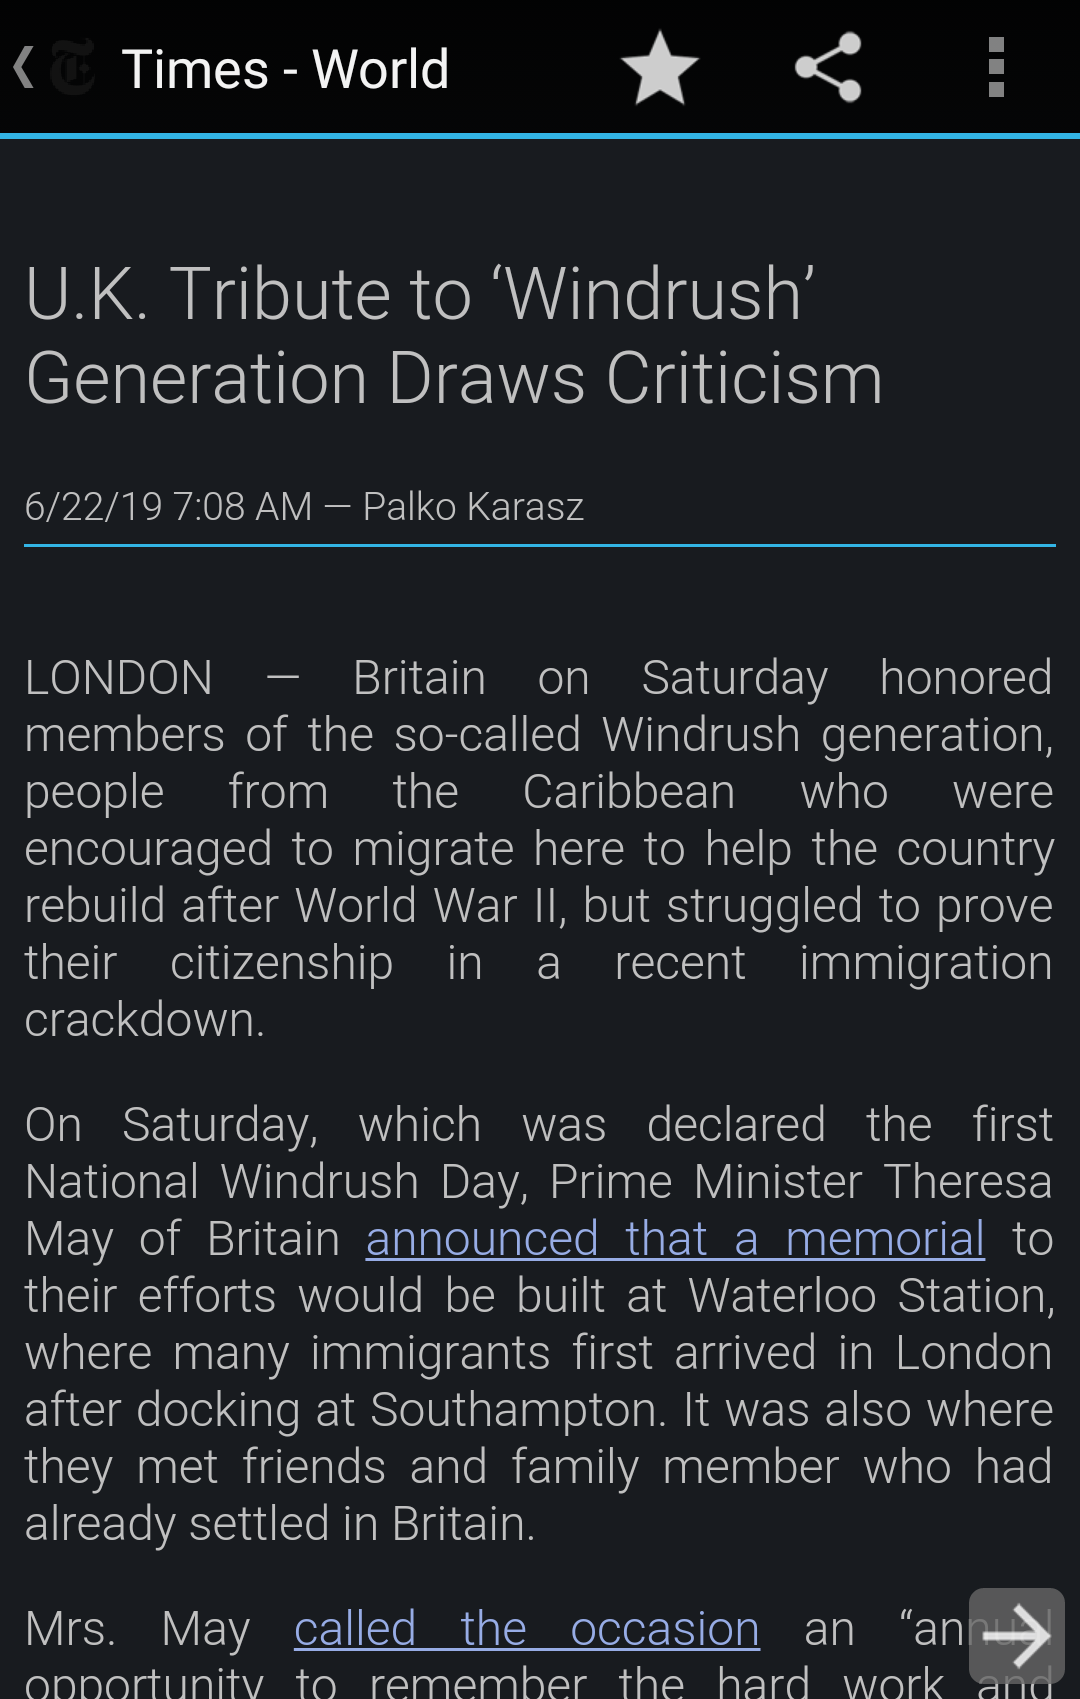 Times - World
U.K. Tribute to ‘Windrush’
Generation Draws Criticism
6/22/19 7:08 AM — Palko Karasz
LONDON — Britain on Saturday honored
members of the so-called Windrush generation,
people from the Caribbean who were
encouraged to migrate here to help the country
rebuild after World War II, but struggled to prove
their citizenship in a recent immigration
crackdown.
On Saturday, which was declared the first
National Windrush Day, Prime Minister Theresa
May of Britain announced that a memorial to
their efforts would be built at Waterloo Station,
where many immigrants first arrived in London
after docking at Southampton. It was also where
they met friends and family member who had
already settled in Britain.
Mrs. May called the occasion an “annual
opportunity to remember the hard work and